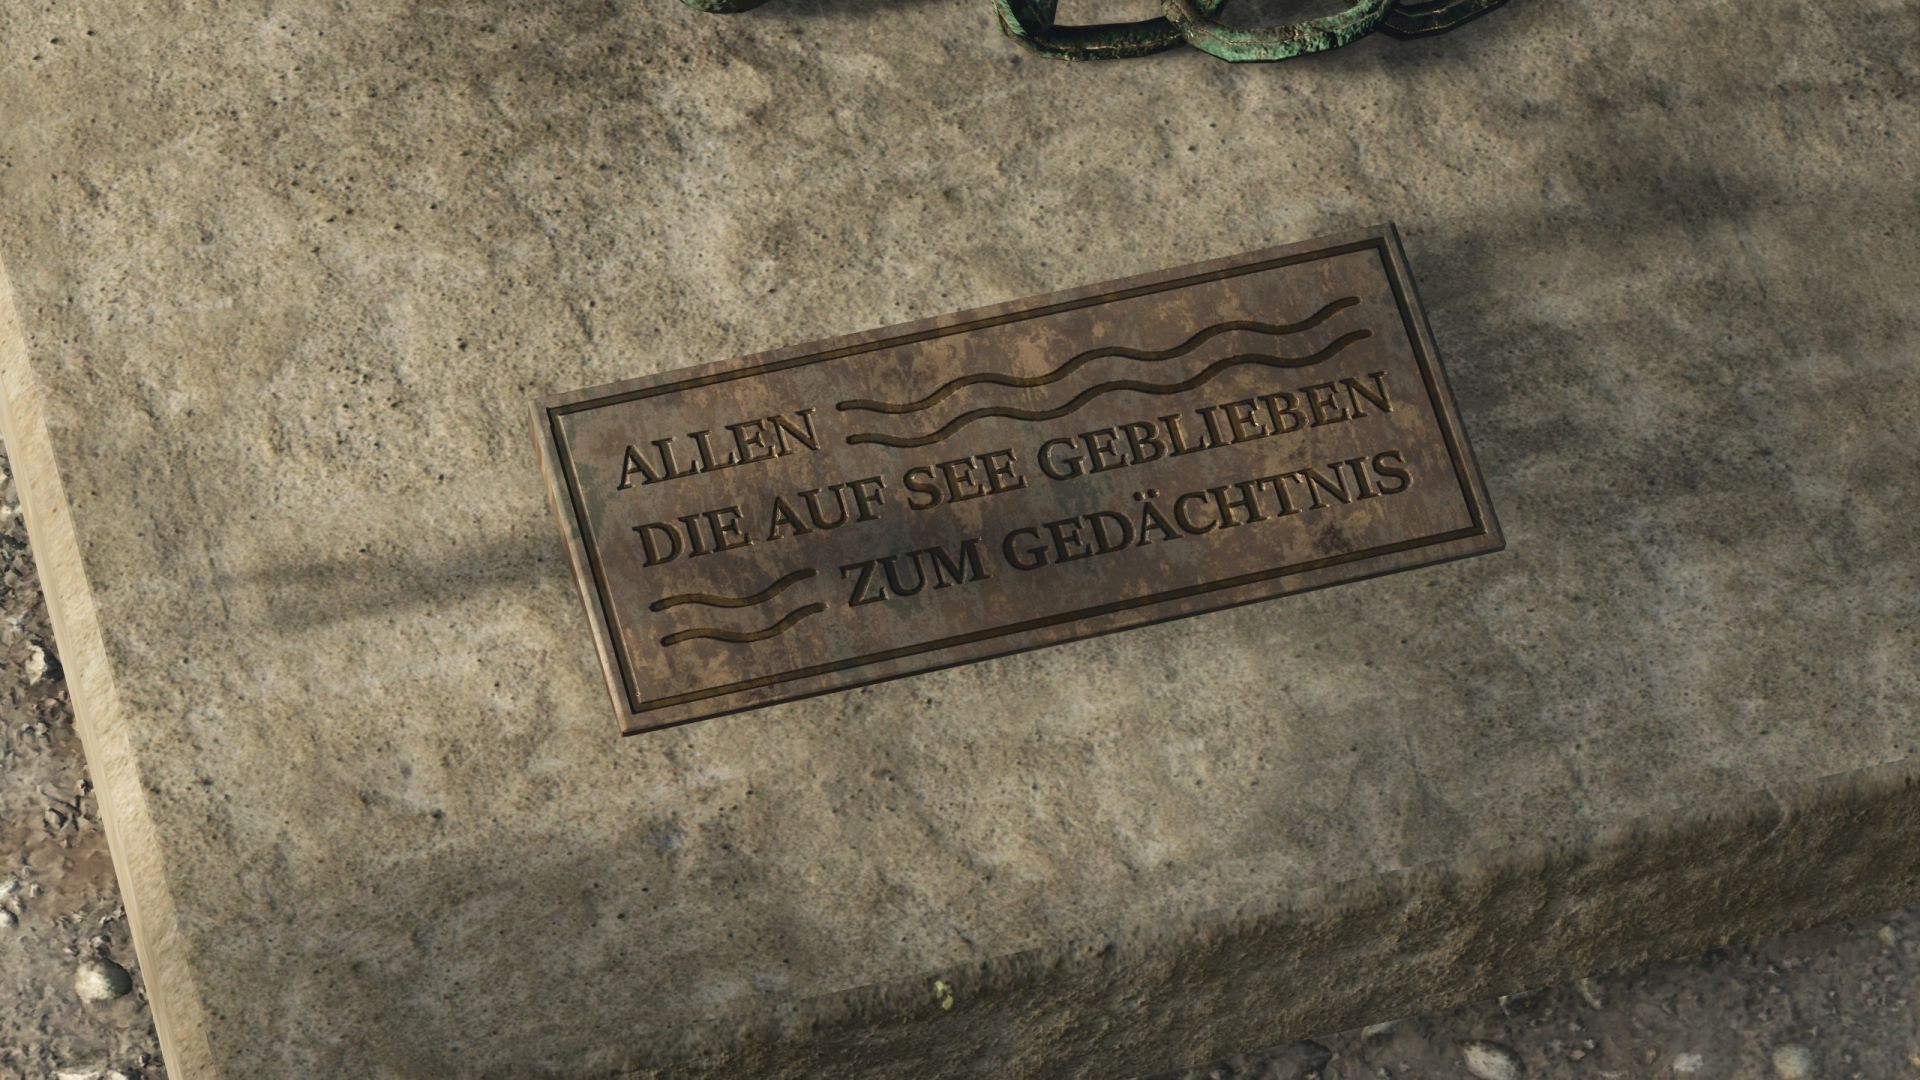 ALLEN
DIE AUF SEE GEBLIEBEN
ZUM GEDÄCHTNIS